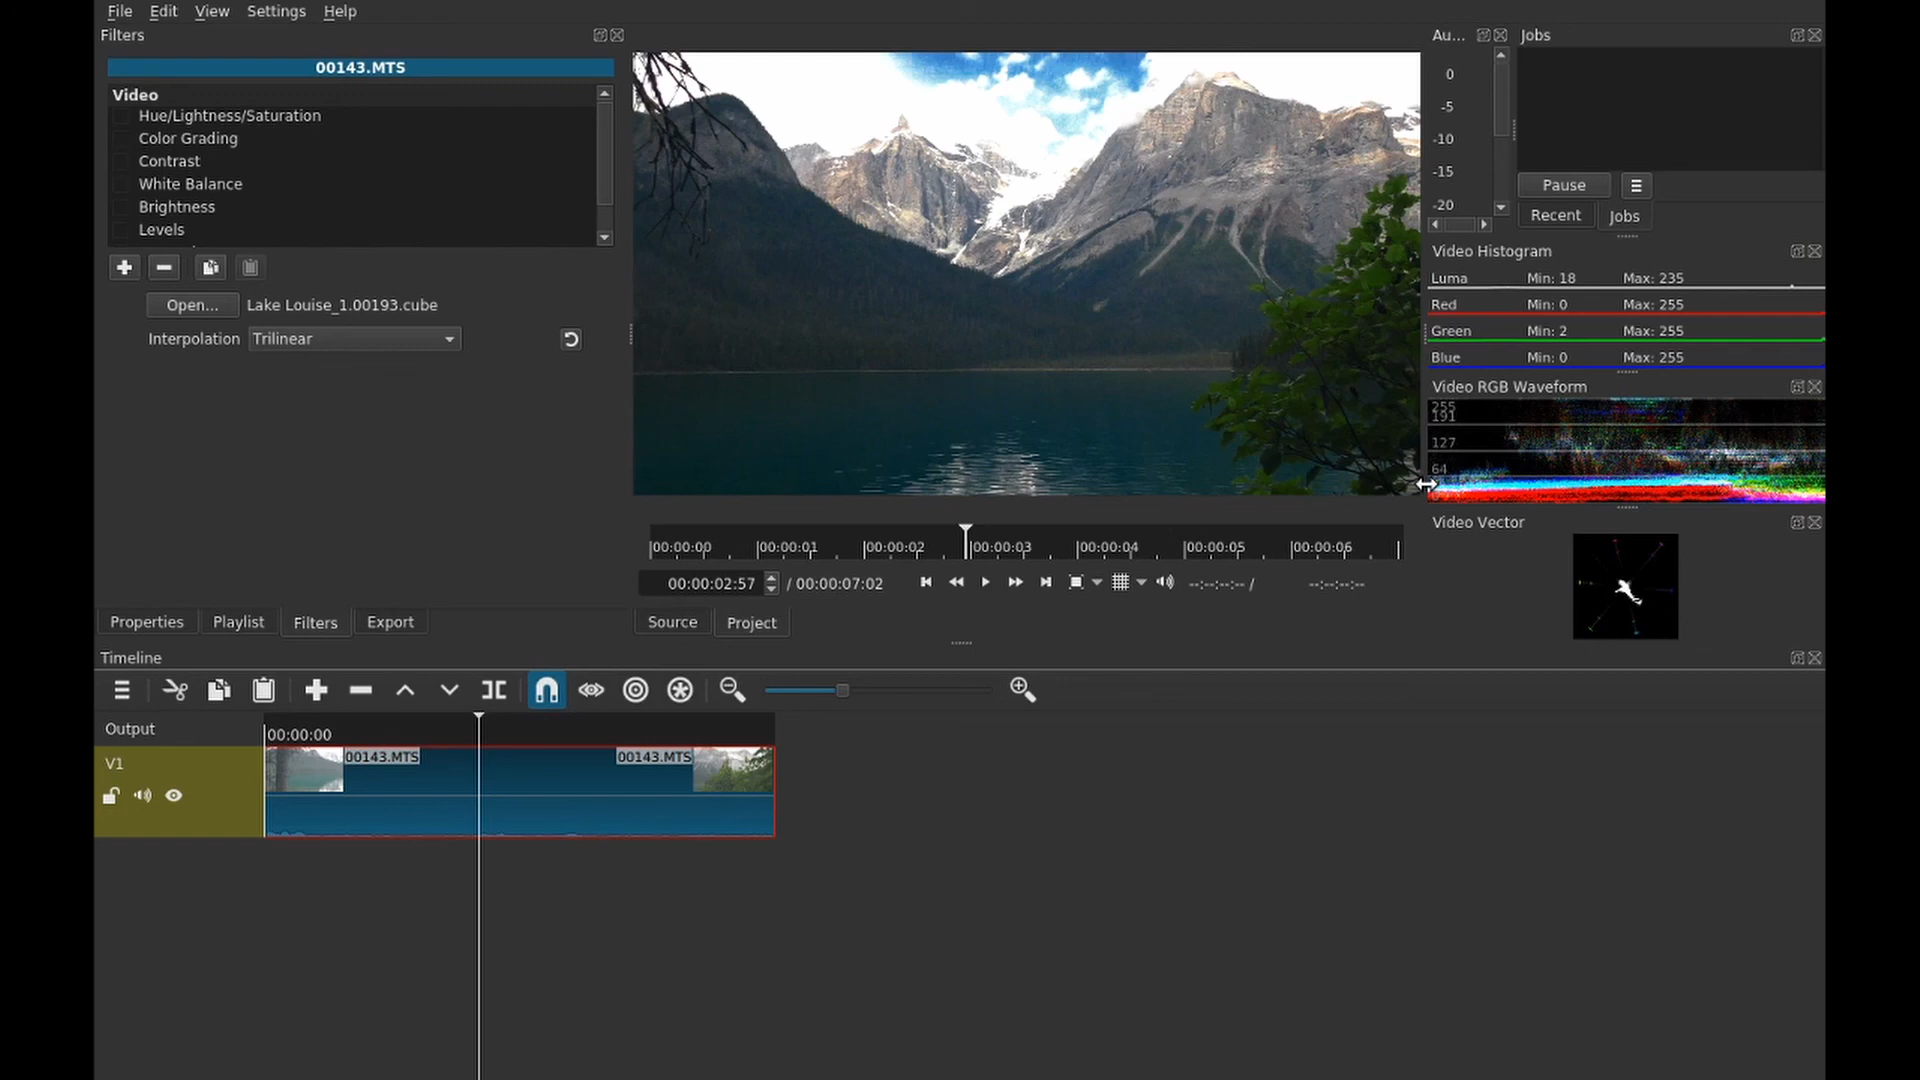 File Edit View Settings Help
Filters
00143.MTS
Video
Hue/Lightness/Saturation
Color Grading
Contrast
White Balance
Brightness
Levels
Open... Lake Louise_1.00193.cube
Interpolation Trilinear
Properties Playlist Filters Export
00:00:00 00:00:01 00:00:02 00:00:03 00:00:04 00:00:05 00:00:06
00:00:02:57 / 00:00:07:02 --:--:--:-- / --:--:--:--
Source Project
Au... Jobs
0
-5
-10
-15
-20
Pause
Recent Jobs
Video Histogram
Luma Min: 18 Max: 235
Red Min: 0 Max: 255
Green Min: 2 Max: 255
Blue Min: 0 Max: 255
Video RGB Waveform
255
191
127
64
Video Vector
Timeline
Output 00:00:00
V1 00143.MTS 00143.MTS